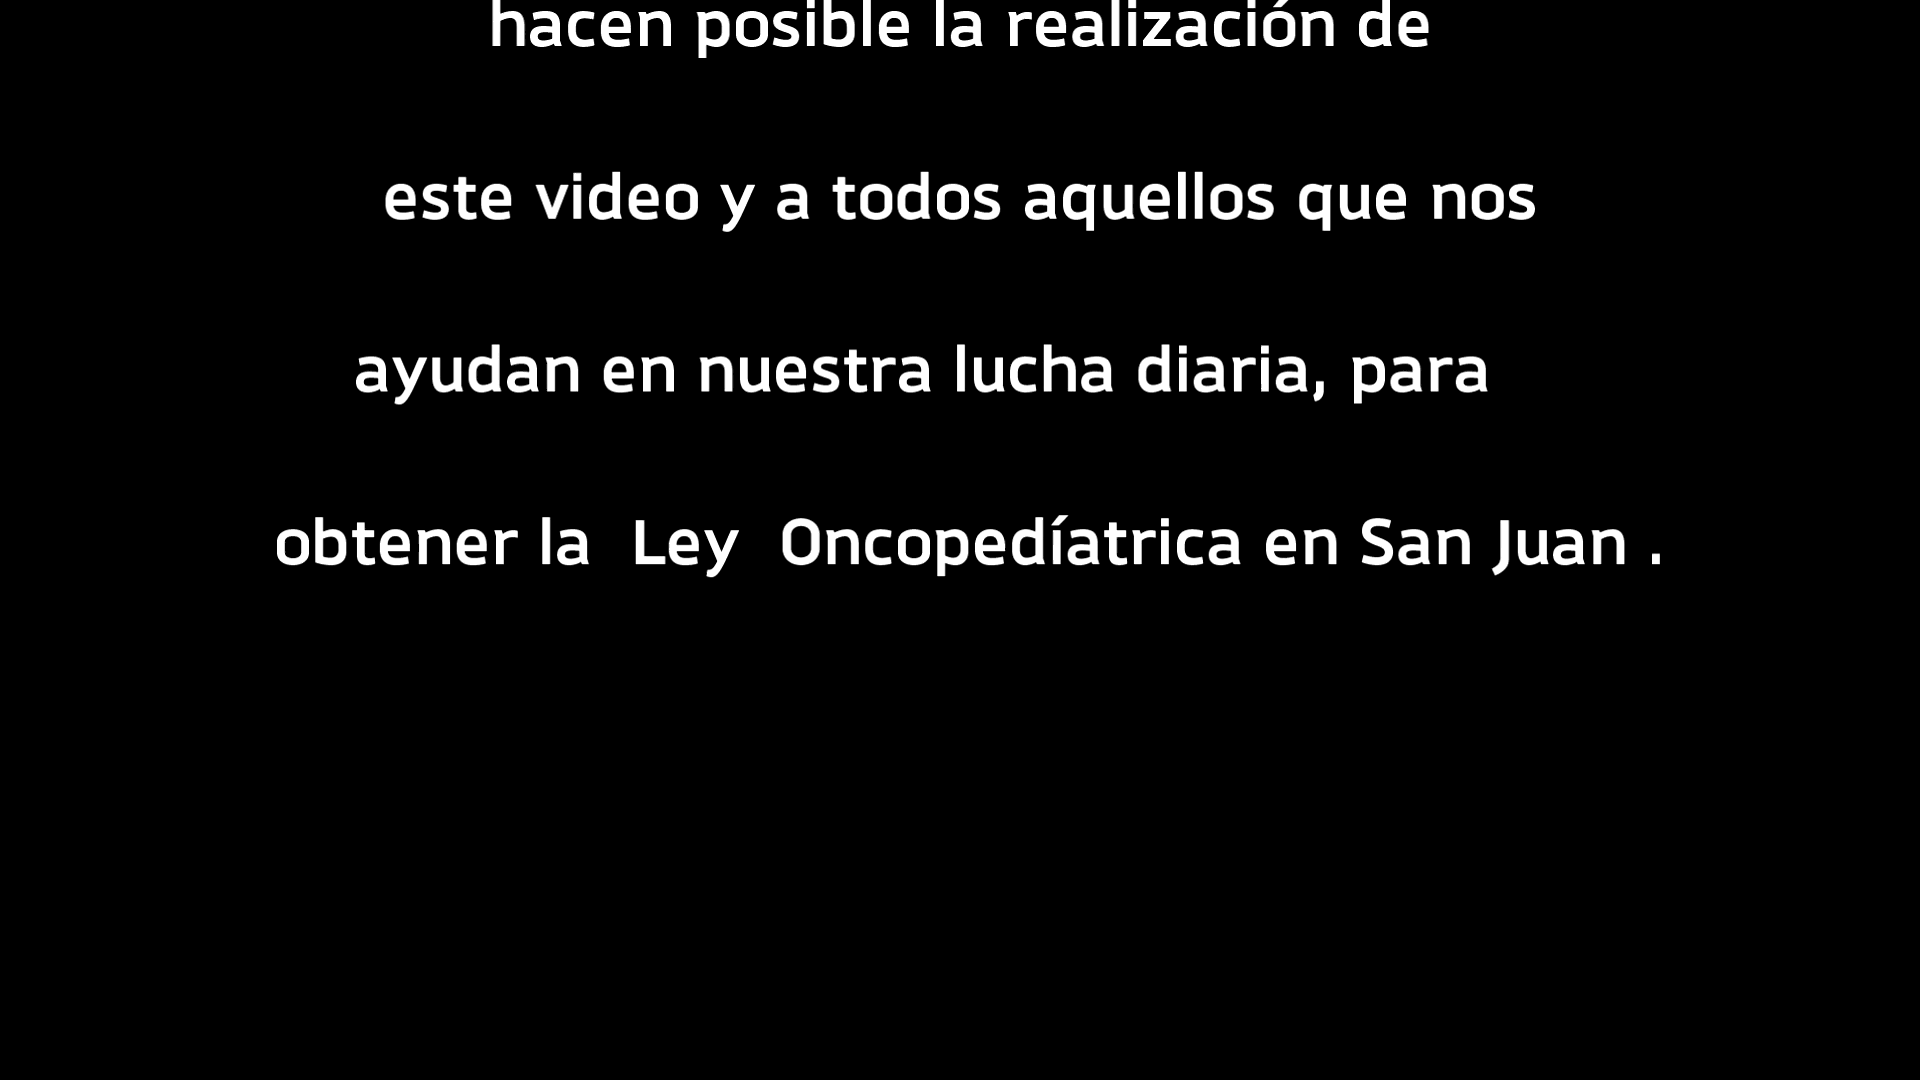 hacen posible la realización de
este video y a todos aquellos que nos
ayudan en nuestra lucha diaria, para
obtener la  Ley  Oncopedíatrica en San Juan .